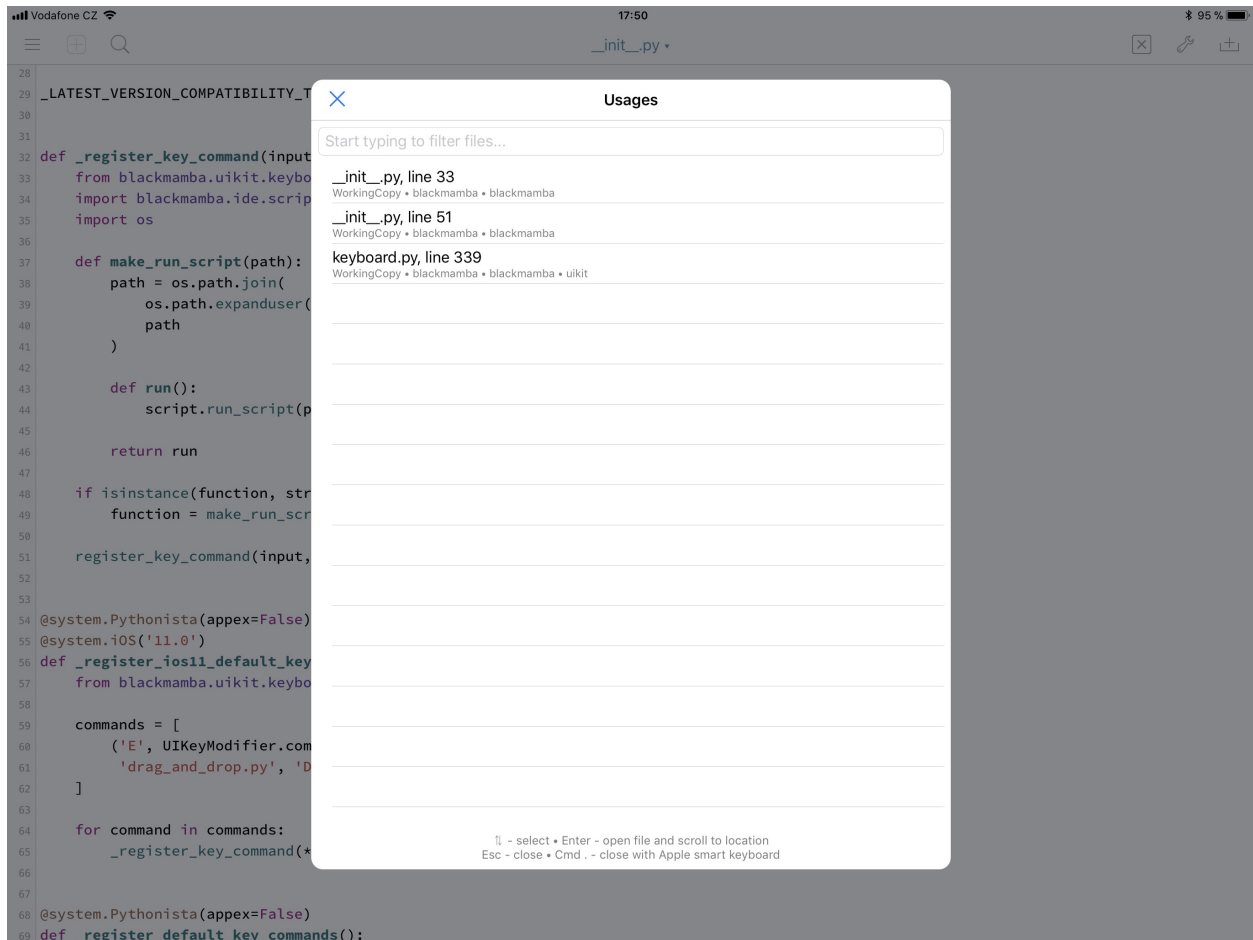 Vodafone CZ
17:50
95 %
__init__.py
28
29 _LATEST_VERSION_COMPATIBILITY_T
30
31
32 def _register_key_command(input
33 from blackmamba.uikit.keybo
34 import blackmamba.ide.scrip
35 import os
36
37 def make_run_script(path):
38 path = os.path.join(
39 os.path.expanduser(
40 path
41 )
42
43 def run():
44 script.run_script(p
45
46 return run
47
48 if isinstance(function, str
49 function = make_run_scr
50
51 register_key_command(input,
52
53
54 @system.Pythonista(appex=False)
55 @system.iOS('11.0')
56 def _register_ios11_default_key
57 from blackmamba.uikit.keybo
58
59 commands = [
60 ('E', UIKeyModifier.com
61 'drag_and_drop.py', 'D
62 ]
63
64 for command in commands:
65 _register_key_command(*
66
67
68 @system.Pythonista(appex=False)
69 def _register_default_key_commands():
Usages
Start typing to filter files...
__init__.py, line 33
WorkingCopy • blackmamba • blackmamba
__init__.py, line 51
WorkingCopy • blackmamba • blackmamba
keyboard.py, line 339
WorkingCopy • blackmamba • blackmamba • uikit
⇅ - select • Enter - open file and scroll to location
Esc - close • Cmd . - close with Apple smart keyboard